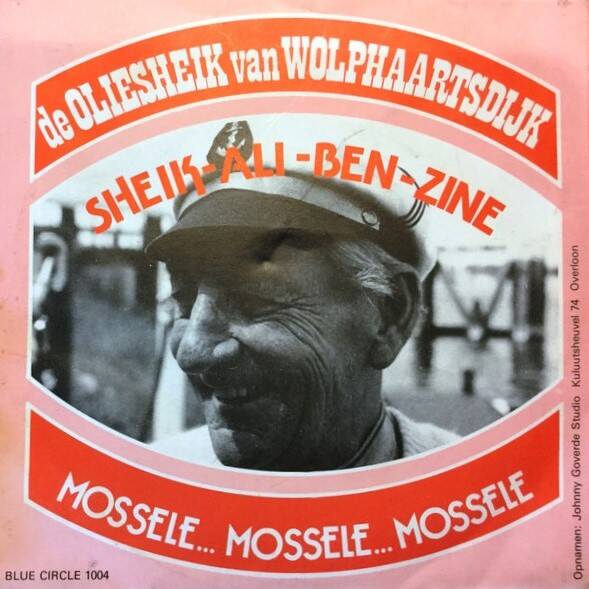 de OLIESHEIK van WOLPHAARTSDIJK
SHEIK-ALI-BEN-ZINE
MOSSELE... MOSSELE... MOSSELE
BLUE CIRCLE 1004
Opnamen: Johnny Goverde Studio Kuluutsheuvel 74 Overloon